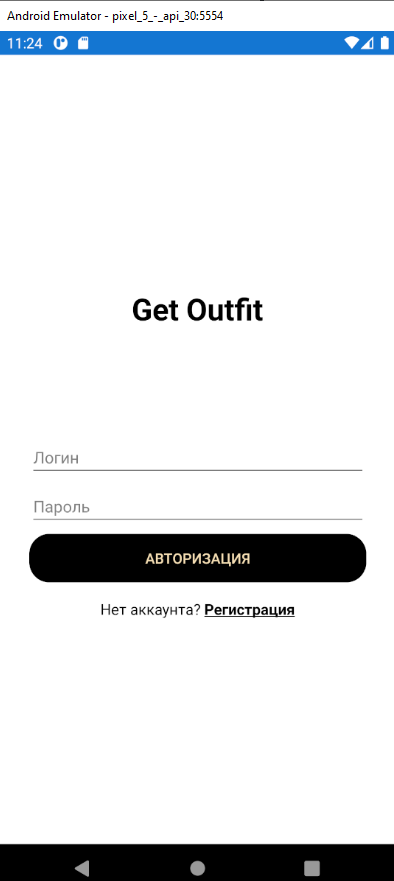 Android Emulator - pixel_5_-_api_30:5554
11:24
Get Outfit
Логин
Пароль
АВТОРИЗАЦИЯ
Нет аккаунта? Регистрация